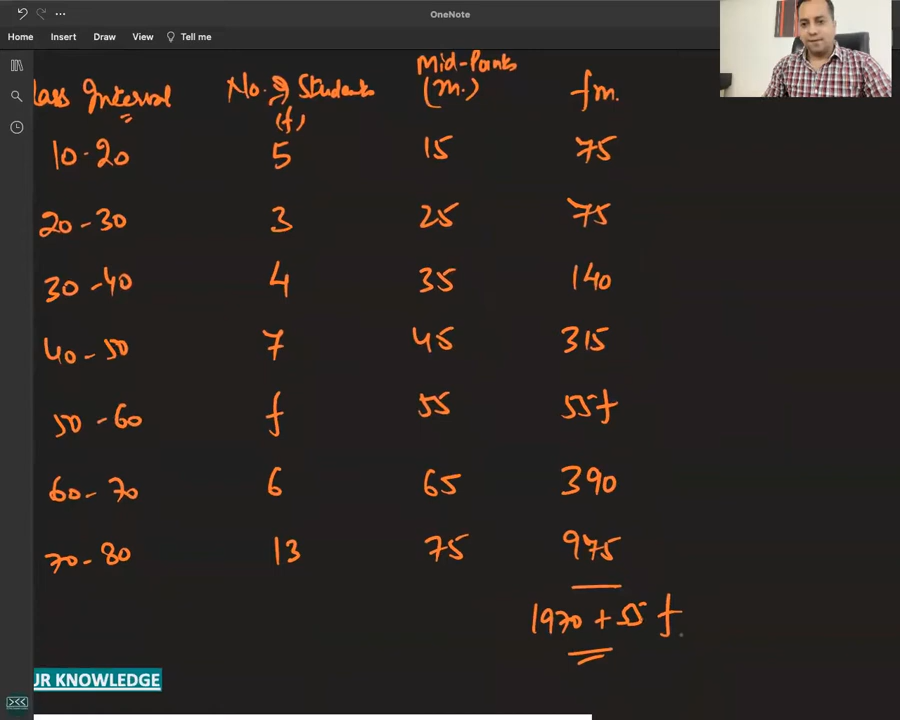 OneNote
Home Insert Draw View Tell me
Mid-Points
lass Interval No. of Students (m.) fm.
(f)
10-20 5 15 75
20-30 3 25 75
30-40 4 35 140
40-50 7 45 315
50-60 f 55 55f
60-70 6 65 390
70-80 13 75 975
1970 + 55 f
UR KNOWLEDGE